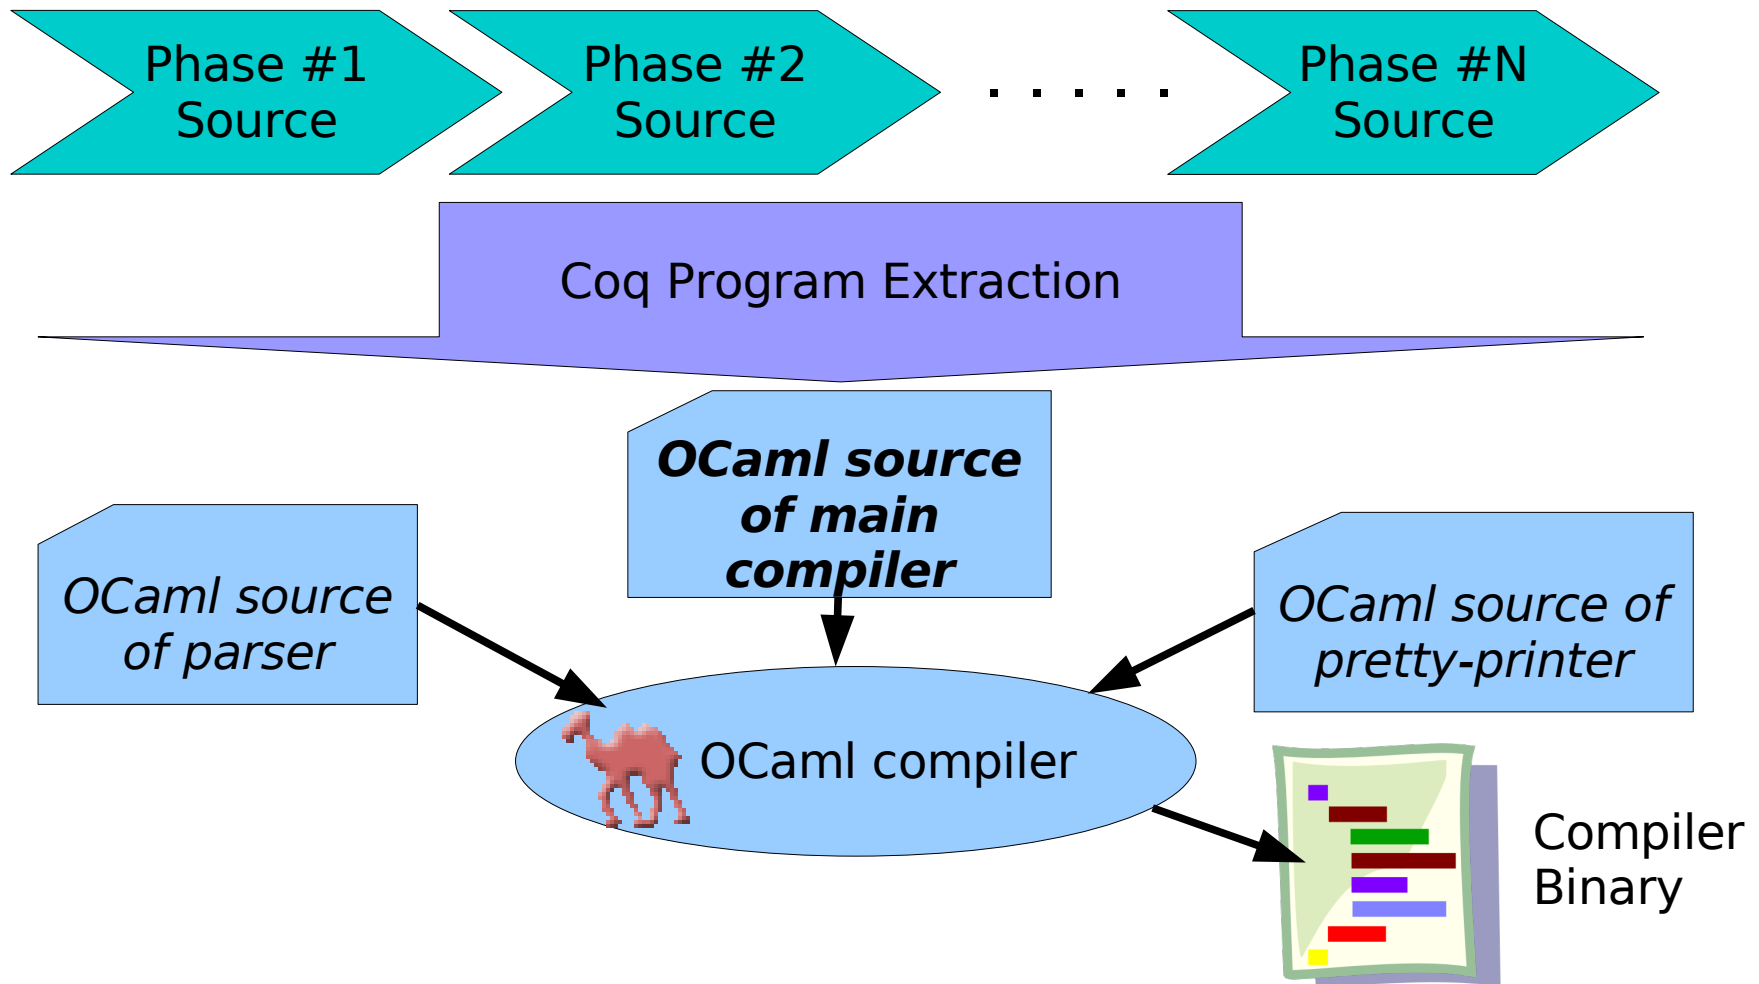 Phase #1
Source
Phase #2
Source
Phase #N
Source
Coq Program Extraction
OCaml source
of main
compiler
OCaml source
of parser
OCaml source of
pretty-printer
OCaml compiler
Compiler
Binary